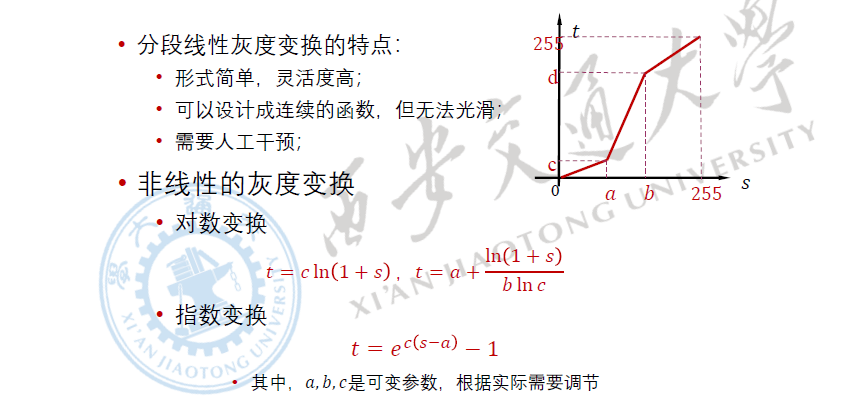 • 分段线性灰度变换的特点:
• 形式简单，灵活度高；
• 可以设计成连续的函数，但无法光滑；
• 需要人工干预；
• 非线性的灰度变换
• 对数变换
t = c ln(1 + s) , t = a + ln(1 + s) / b ln c
• 指数变换
t = e^{c(s−a)} − 1
• 其中，a, b, c是可变参数，根据实际需要调节
t
255
d
c
0
a
b
255
s
西安交通大学
XI'AN JIAOTONG UNIVERSITY
XI'AN JIAOTONG UNIVERSITY